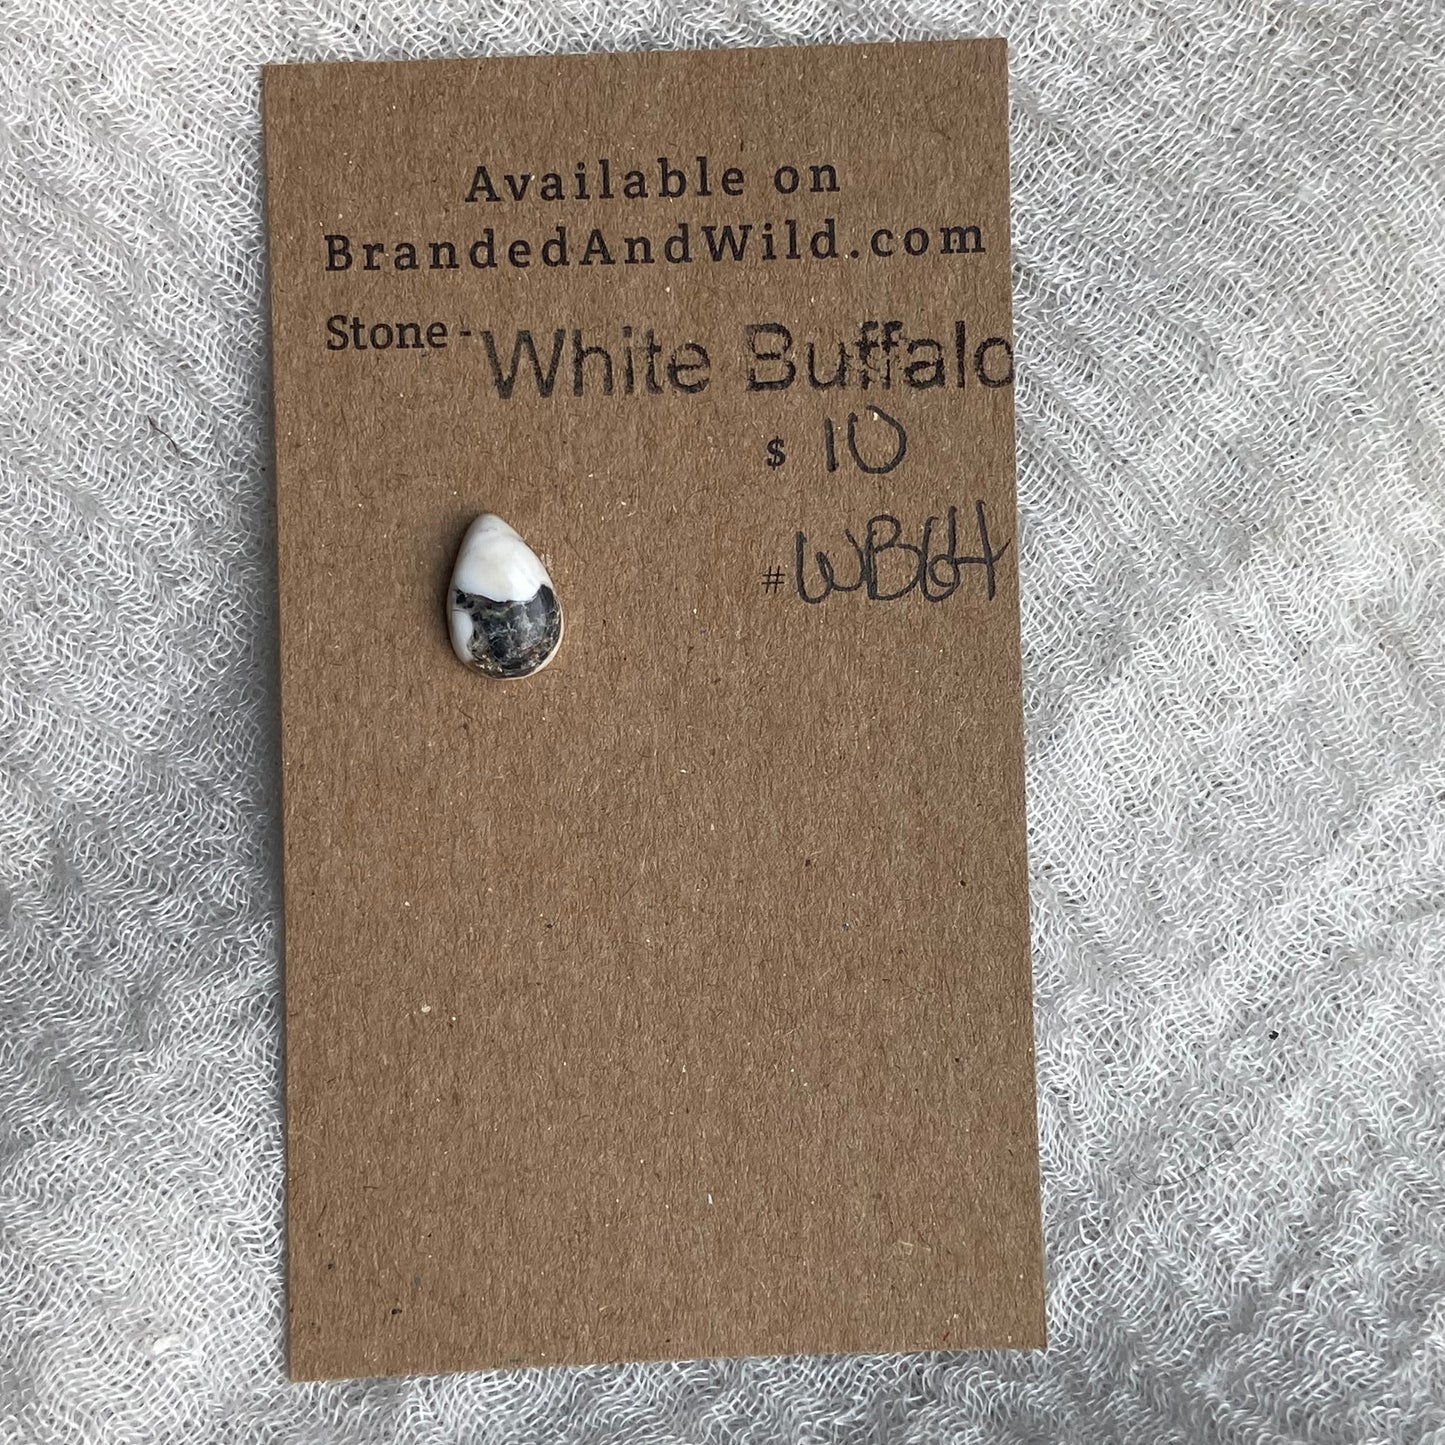 Available on
BrandedAndWild.com
Stone - White Buffalo
$ 10
# WB64